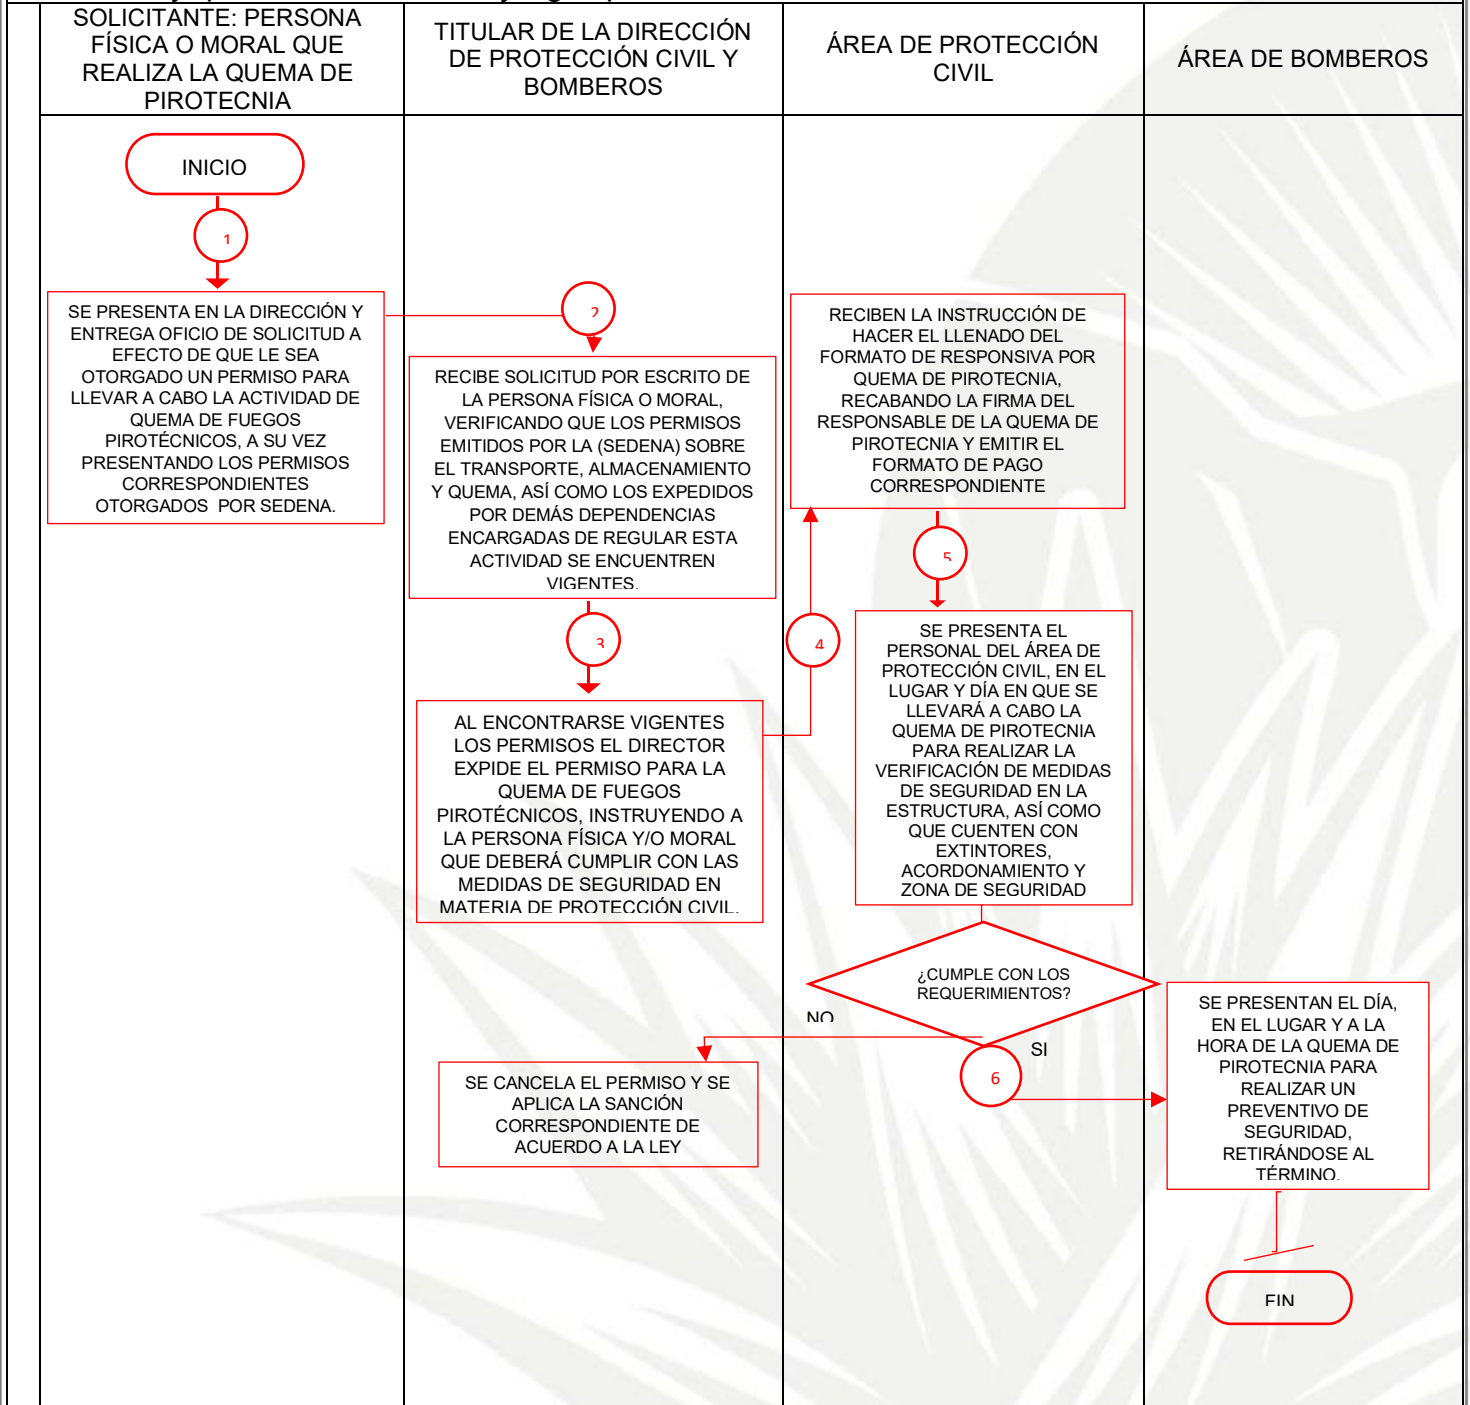 SOLICITANTE: PERSONA
FÍSICA O MORAL QUE
REALIZA LA QUEMA DE
PIROTECNIA
TITULAR DE LA DIRECCIÓN
DE PROTECCIÓN CIVIL Y
BOMBEROS
ÁREA DE PROTECCIÓN
CIVIL
ÁREA DE BOMBEROS
INICIO
1
SE PRESENTA EN LA DIRECCIÓN Y
ENTREGA OFICIO DE SOLICITUD A
EFECTO DE QUE LE SEA
OTORGADO UN PERMISO PARA
LLEVAR A CABO LA ACTIVIDAD DE
QUEMA DE FUEGOS
PIROTÉCNICOS, A SU VEZ
PRESENTANDO LOS PERMISOS
CORRESPONDIENTES
OTORGADOS POR SEDENA.
2
RECIBE SOLICITUD POR ESCRITO DE
LA PERSONA FÍSICA O MORAL,
VERIFICANDO QUE LOS PERMISOS
EMITIDOS POR LA (SEDENA) SOBRE
EL TRANSPORTE, ALMACENAMIENTO
Y QUEMA, ASÍ COMO LOS EXPEDIDOS
POR DEMÁS DEPENDENCIAS
ENCARGADAS DE REGULAR ESTA
ACTIVIDAD SE ENCUENTREN
VIGENTES.
3
AL ENCONTRARSE VIGENTES
LOS PERMISOS EL DIRECTOR
EXPIDE EL PERMISO PARA LA
QUEMA DE FUEGOS
PIROTÉCNICOS, INSTRUYENDO A
LA PERSONA FÍSICA Y/O MORAL
QUE DEBERÁ CUMPLIR CON LAS
MEDIDAS DE SEGURIDAD EN
MATERIA DE PROTECCIÓN CIVIL.
4
RECIBEN LA INSTRUCCIÓN DE
HACER EL LLENADO DEL
FORMATO DE RESPONSIVA POR
QUEMA DE PIROTECNIA,
RECABANDO LA FIRMA DEL
RESPONSABLE DE LA QUEMA DE
PIROTECNIA Y EMITIR EL
FORMATO DE PAGO
CORRESPONDIENTE
5
SE PRESENTA EL
PERSONAL DEL ÁREA DE
PROTECCIÓN CIVIL, EN EL
LUGAR Y DÍA EN QUE SE
LLEVARÁ A CABO LA
QUEMA DE PIROTECNIA
PARA REALIZAR LA
VERIFICACIÓN DE MEDIDAS
DE SEGURIDAD EN LA
ESTRUCTURA, ASÍ COMO
QUE CUENTEN CON
EXTINTORES,
ACORDONAMIENTO Y
ZONA DE SEGURIDAD
¿CUMPLE CON LOS
REQUERIMIENTOS?
NO
SI
SE CANCELA EL PERMISO Y SE
APLICA LA SANCIÓN
CORRESPONDIENTE DE
ACUERDO A LA LEY
6
SE PRESENTAN EL DÍA,
EN EL LUGAR Y A LA
HORA DE LA QUEMA DE
PIROTECNIA PARA
REALIZAR UN
PREVENTIVO DE
SEGURIDAD,
RETIRÁNDOSE AL
TÉRMINO.
FIN